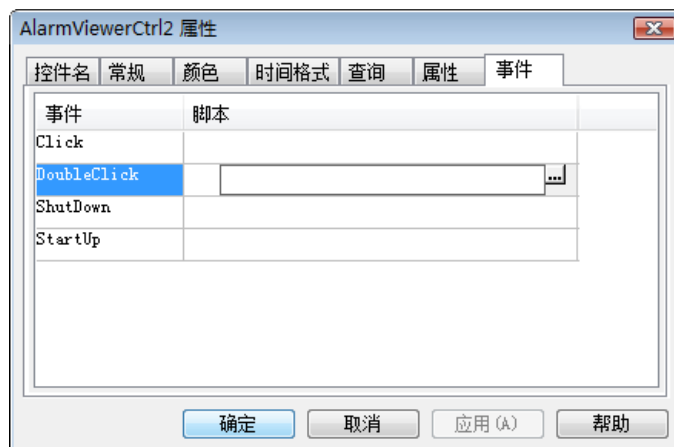 AlarmViewerCtrl2 属性
控件名 常规 颜色 时间格式 查询 属性 事件
事件 脚本
Click
DoubleClick ...
ShutDown
StartUp
确定 取消 应用(A) 帮助